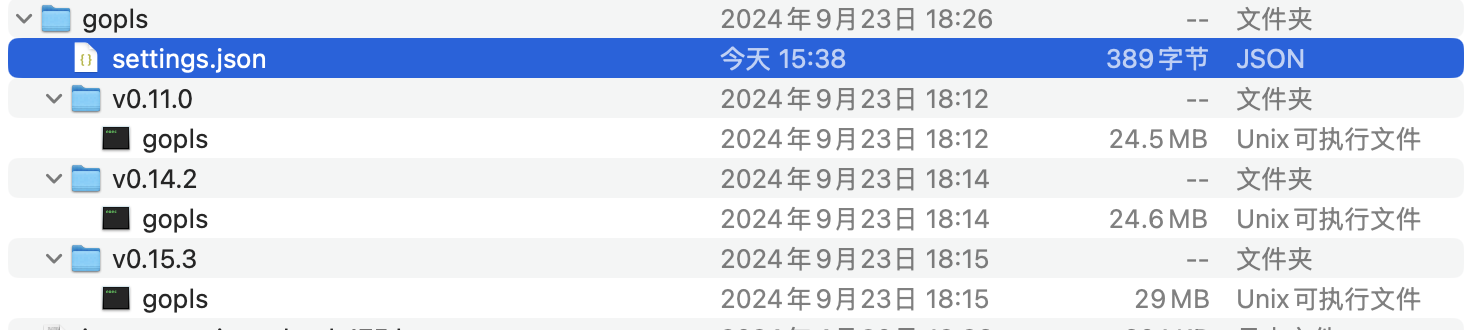 gopls 2024年9月23日 18:26 -- 文件夹
settings.json 今天 15:38 389字节 JSON
v0.11.0 2024年9月23日 18:12 -- 文件夹
gopls 2024年9月23日 18:12 24.5 MB Unix可执行文件
v0.14.2 2024年9月23日 18:14 -- 文件夹
gopls 2024年9月23日 18:14 24.6 MB Unix可执行文件
v0.15.3 2024年9月23日 18:15 -- 文件夹
gopls 2024年9月23日 18:15 29 MB Unix可执行文件